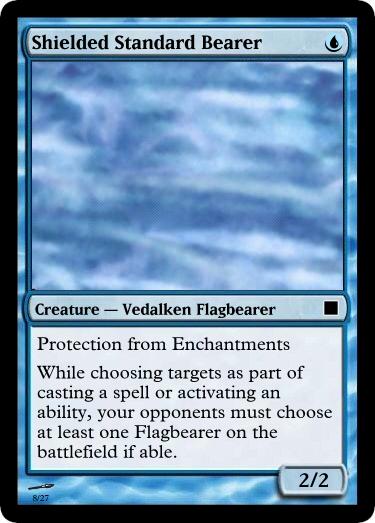 Shielded Standard Bearer
Creature — Vedalken Flagbearer
Protection from Enchantments
While choosing targets as part of
casting a spell or activating an
ability, your opponents must choose
at least one Flagbearer on the
battlefield if able.
2/2
8/27